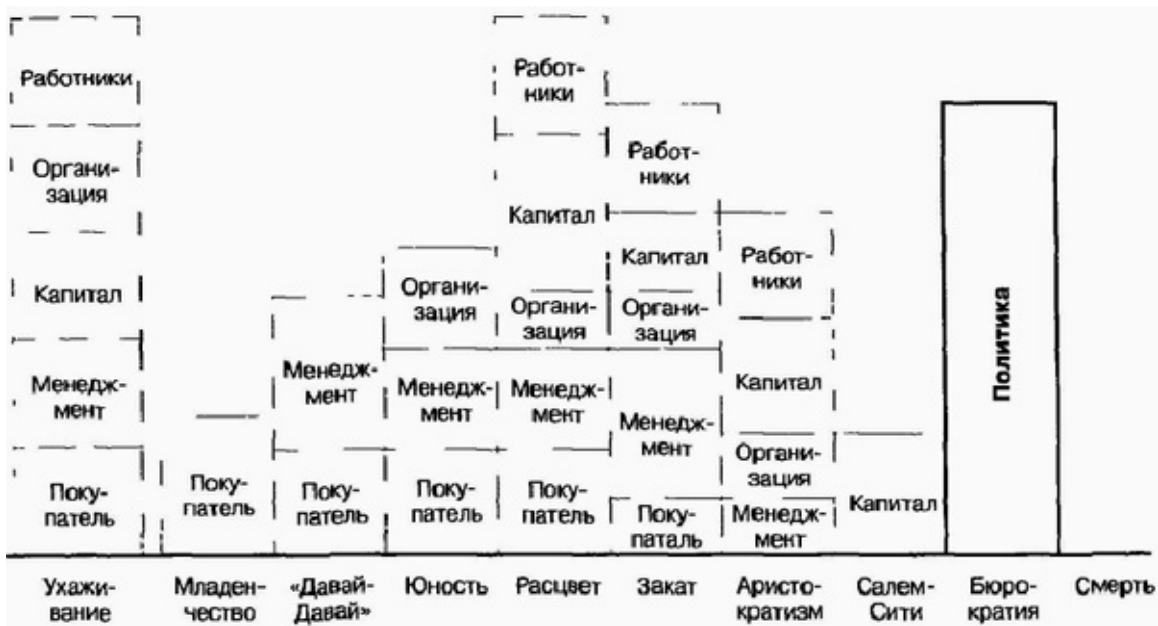 Работники
Органи-
зация
Капитал
Менедж-
мент
Поку-
патель
Поку-
патель
Менедж-
мент
Поку-
патель
Органи-
зация
Менедж-
мент
Поку-
патель
Работ-
ники
Капитал
Органи-
зация
Менедж-
мент
Поку-
патель
Работ-
ники
Капитал
Органи-
зация
Менедж-
мент
Поку-
паталь
Работ-
ники
Капитал
Органи-
зация
Менедж-
мент
Капитал
Политика
Ухажи-
вание
Младен-
чество
«Давай-
Давай»
Юность
Расцвет
Закат
Аристо-
кратизм
Салем-
Сити
Бюро-
кратия
Смерть